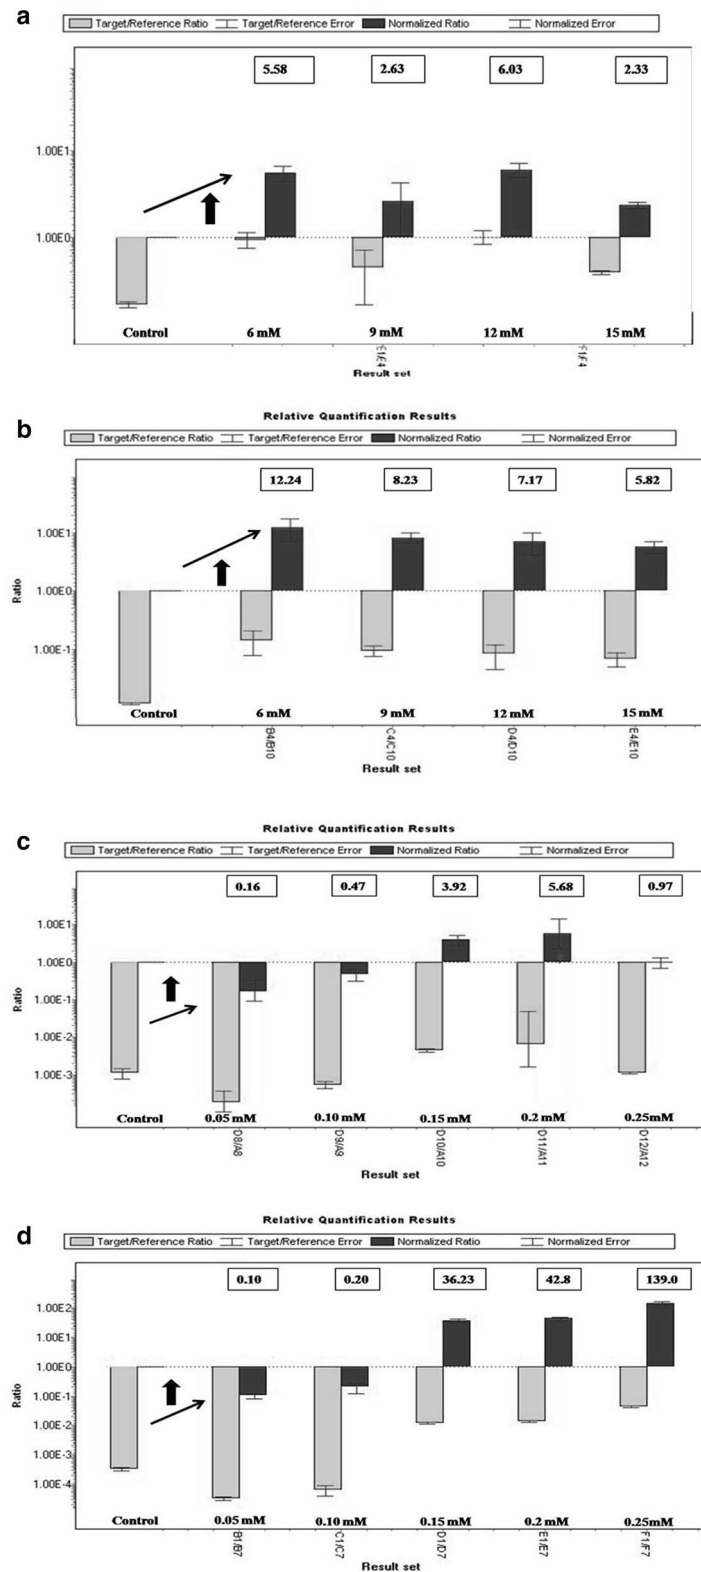 a
Target/Reference Ratio Target/Reference Error Normalized Ratio Normalized Error
5.58 2.63 6.03 2.33
1.00E1
1.00E0
Control 6 mM 9 mM 12 mM 15 mM
E1/E4 F1/F4
Result set
b
Relative Quantification Results
Target/Reference Ratio Target/Reference Error Normalized Ratio Normalized Error
12.24 8.23 7.17 5.82
1.00E1
1.00E0
1.00E-1
Ratio
Control 6 mM 9 mM 12 mM 15 mM
B4/B10 C4/C10 D4/D10 E4/E10
Result set
c
Relative Quantification Results
Target/Reference Ratio Target/Reference Error Normalized Ratio Normalized Error
0.16 0.47 3.92 5.68 0.97
1.00E1
1.00E0
1.00E-1
1.00E-2
1.00E-3
Ratio
Control 0.05 mM 0.10 mM 0.15 mM 0.2 mM 0.25mM
D8/A8 D9/A9 D10/A10 D11/A11 D12/A12
Result set
d
Relative Quantification Results
Target/Reference Ratio Target/Reference Error Normalized Ratio Normalized Error
0.10 0.20 36.23 42.8 139.0
1.00E2
1.00E1
1.00E0
1.00E-1
1.00E-2
1.00E-3
1.00E-4
Ratio
Control 0.05 mM 0.10 mM 0.15 mM 0.2 mM 0.25mM
B1/B7 C1/C7 D1/D7 E1/E7 F1/F7
Result set